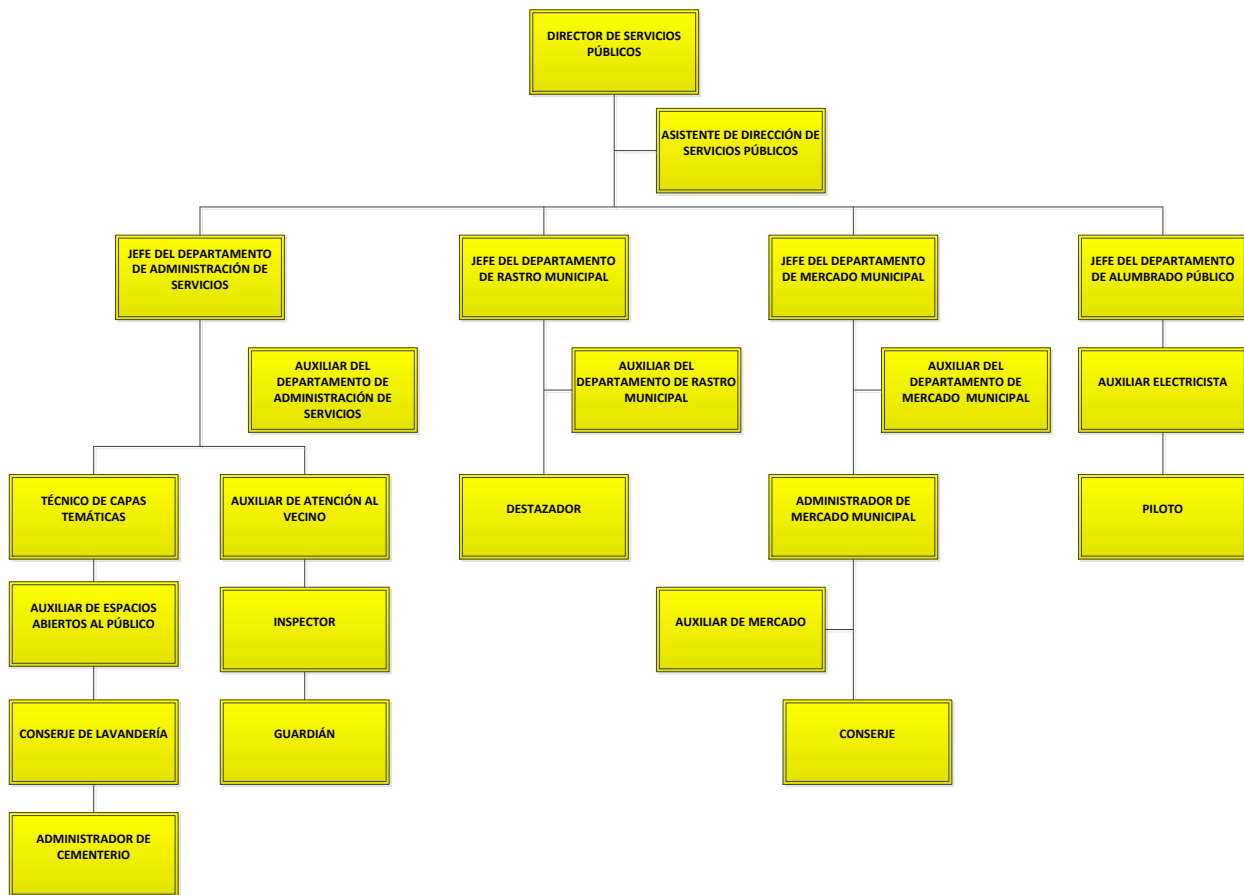 DIRECTOR DE SERVICIOS
PÚBLICOS
ASISTENTE DE DIRECCIÓN DE
SERVICIOS PÚBLICOS
JEFE DEL DEPARTAMENTO
DE ADMINISTRACIÓN DE
SERVICIOS
JEFE DEL DEPARTAMENTO
DE RASTRO MUNICIPAL
JEFE DEL DEPARTAMENTO
DE MERCADO MUNICIPAL
JEFE DEL DEPARTAMENTO
DE ALUMBRADO PÚBLICO
AUXILIAR DEL
DEPARTAMENTO DE
ADMINISTRACIÓN DE
SERVICIOS
AUXILIAR DEL
DEPARTAMENTO DE RASTRO
MUNICIPAL
AUXILIAR DEL
DEPARTAMENTO DE
MERCADO MUNICIPAL
AUXILIAR ELECTRICISTA
TÉCNICO DE CAPAS
TEMÁTICAS
AUXILIAR DE ATENCIÓN AL
VECINO
DESTAZADOR
ADMINISTRADOR DE
MERCADO MUNICIPAL
PILOTO
AUXILIAR DE ESPACIOS
ABIERTOS AL PÚBLICO
INSPECTOR
AUXILIAR DE MERCADO
CONSERJE DE LAVANDERÍA
GUARDIÁN
CONSERJE
ADMINISTRADOR DE
CEMENTERIO